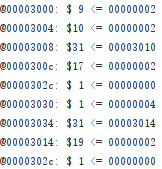 @00003000: $ 9 <= 00000002
@00003004: $10 <= 00000002
@00003008: $31 <= 00003010
@0000300c: $17 <= 00000002
@0000302c: $ 1 <= 00000000
@00003030: $ 1 <= 00000004
@00003034: $31 <= 00003014
@00003014: $19 <= 00000002
@0000302c: $ 1 <= 00000000